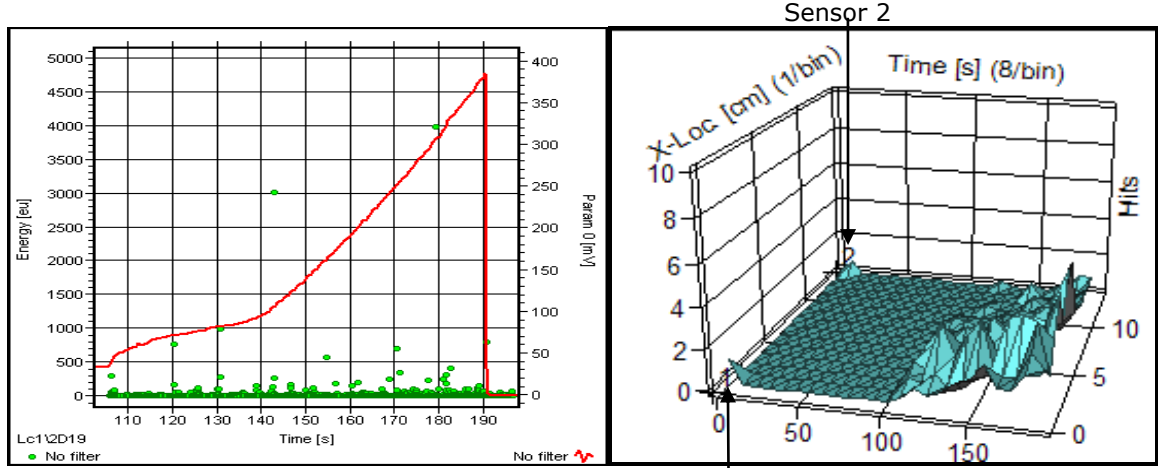 Sensor 2
5000
4500
4000
3500
3000
2500
2000
1500
1000
500
0
Energy [eu]
400
350
300
250
200
150
100
50
0
Param 0 [mV]
110 120 130 140 150 160 170 180 190
Time [s]
Lc1\2D19
No filter
No filter
X-Loc [cm] (1/bin)
Time [s] (8/bin)
Hits
10
8
6
4
2
0
2
1
0 50 100 150
0
5
10